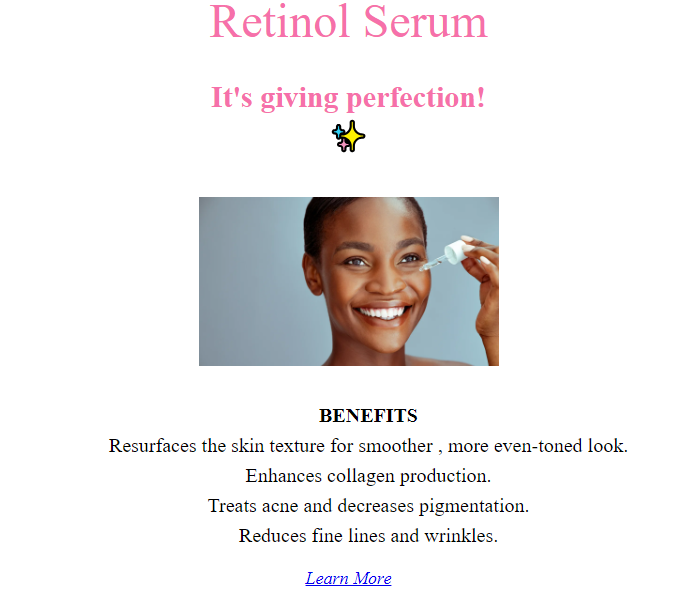 Retinol Serum
It's giving perfection!
BENEFITS
Resurfaces the skin texture for smoother , more even-toned look.
Enhances collagen production.
Treats acne and decreases pigmentation.
Reduces fine lines and wrinkles.
Learn More